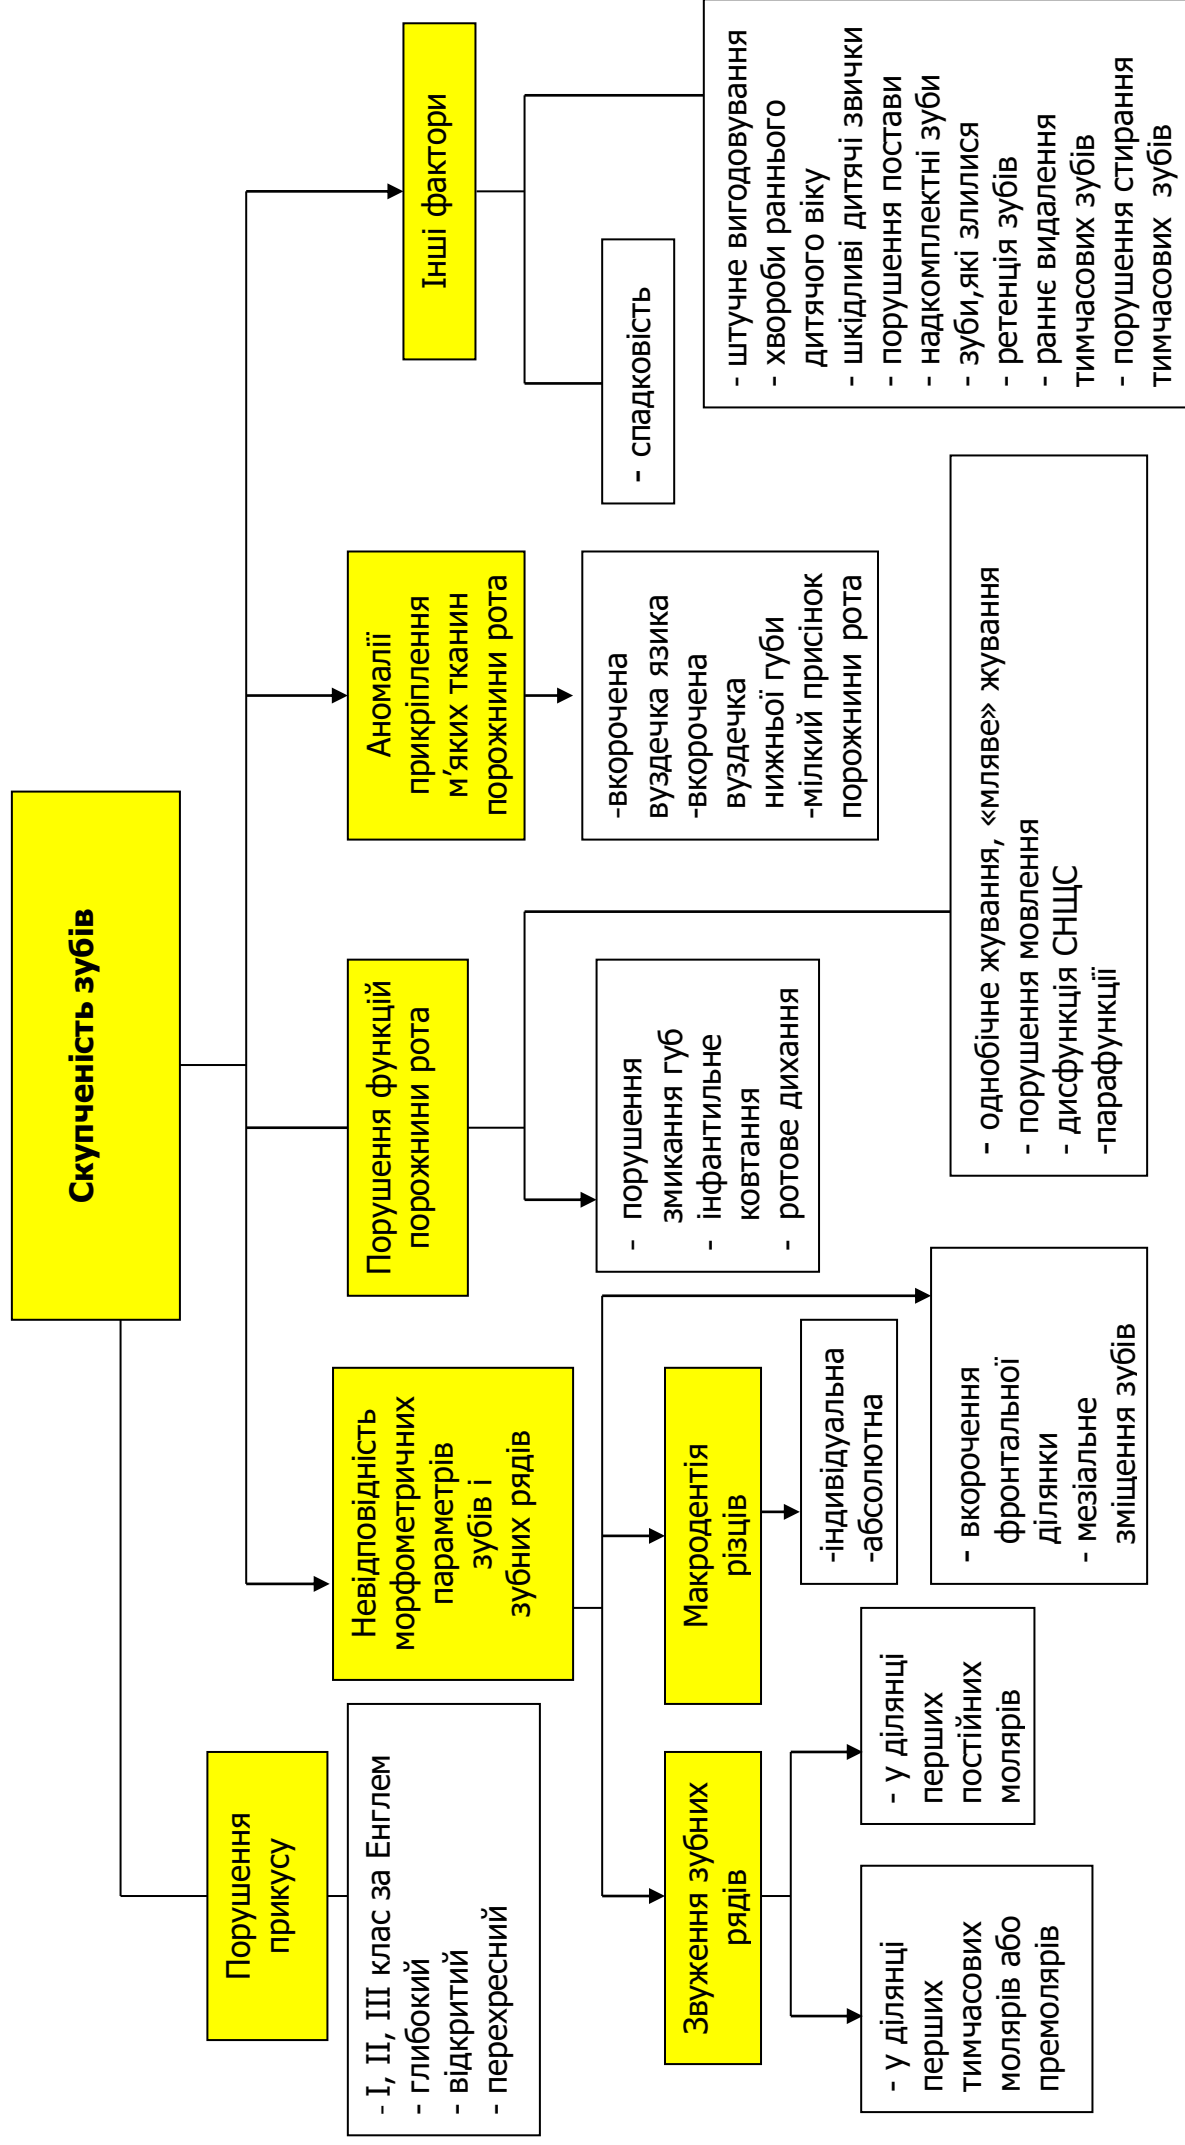 Скупченість зубів
Порушення
прикусу
- I, II, III клас за Енглем
- глибокий
- відкритий
- перехресний
Невідповідність
морфометричних
параметрів
зубів і
зубних рядів
Звуження зубних
рядів
- у ділянці
перших
тимчасових
молярів або
премолярів
- у ділянці
перших
постійних
молярів
Макродентія
різців
-індивідуальна
-абсолютна
- вкорочення
фронтальної
ділянки
- мезіальне
зміщення зубів
Порушення функцій
порожнини рота
- порушення
змикання губ
- інфантильне
ковтання
- ротове дихання
- однобічне жування, «мляве» жування
- порушення мовлення
- дисфункція СНЩС
-парафункції
Аномалії
прикріплення
м׳яких тканин
порожнини рота
-вкорочена
вуздечка язика
-вкорочена
вуздечка
нижньої губи
-мілкий присінок
порожнини рота
Інші фактори
- спадковість
- штучне вигодовування
- хвороби раннього
дитячого віку
- шкідливі дитячі звички
- порушення постави
- надкомплектні зуби
- зуби,які злилися
- ретенція зубів
- раннє видалення
тимчасових зубів
- порушення стирання
тимчасових зубів